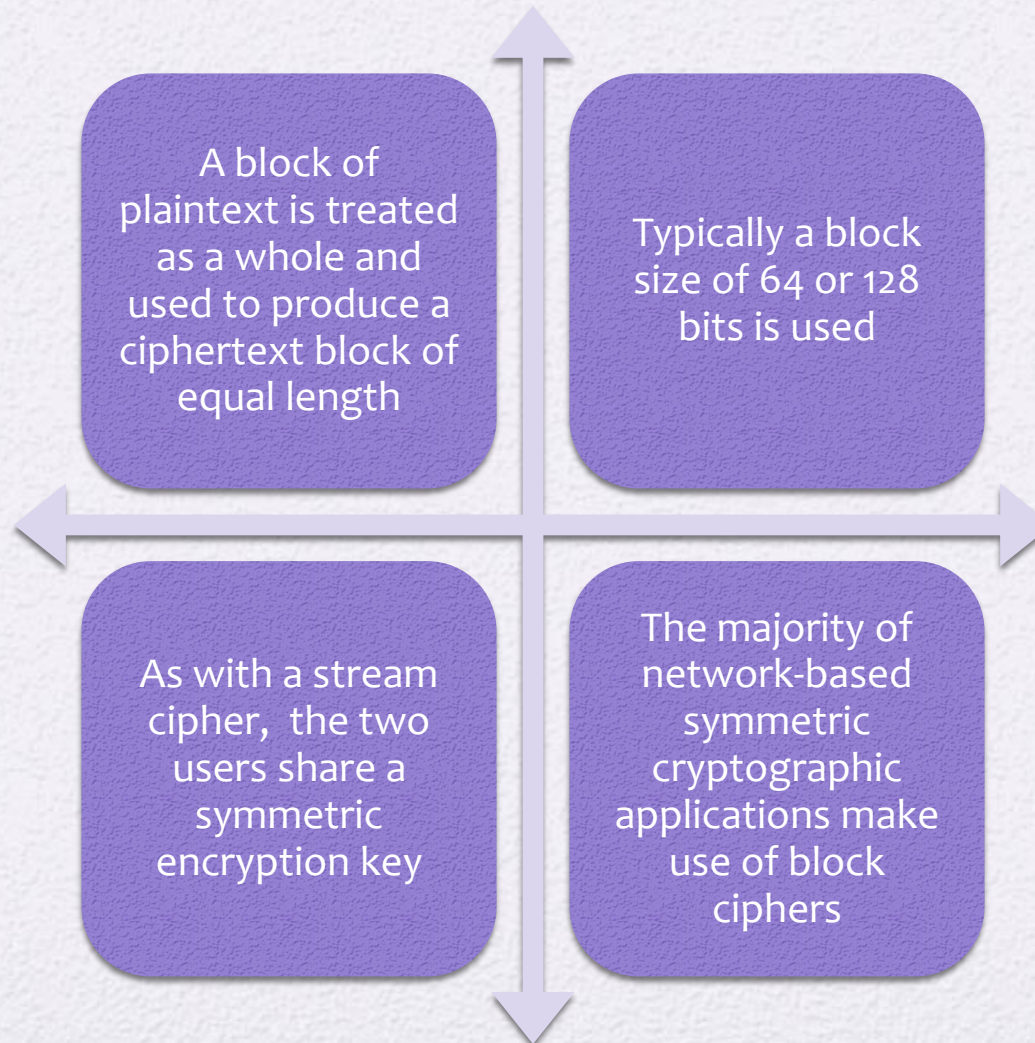 A block of
plaintext is treated
as a whole and
used to produce a
ciphertext block of
equal length
Typically a block
size of 64 or 128
bits is used
As with a stream
cipher,  the two
users share a
symmetric
encryption key
The majority of
network-based
symmetric
cryptographic
applications make
use of block
ciphers